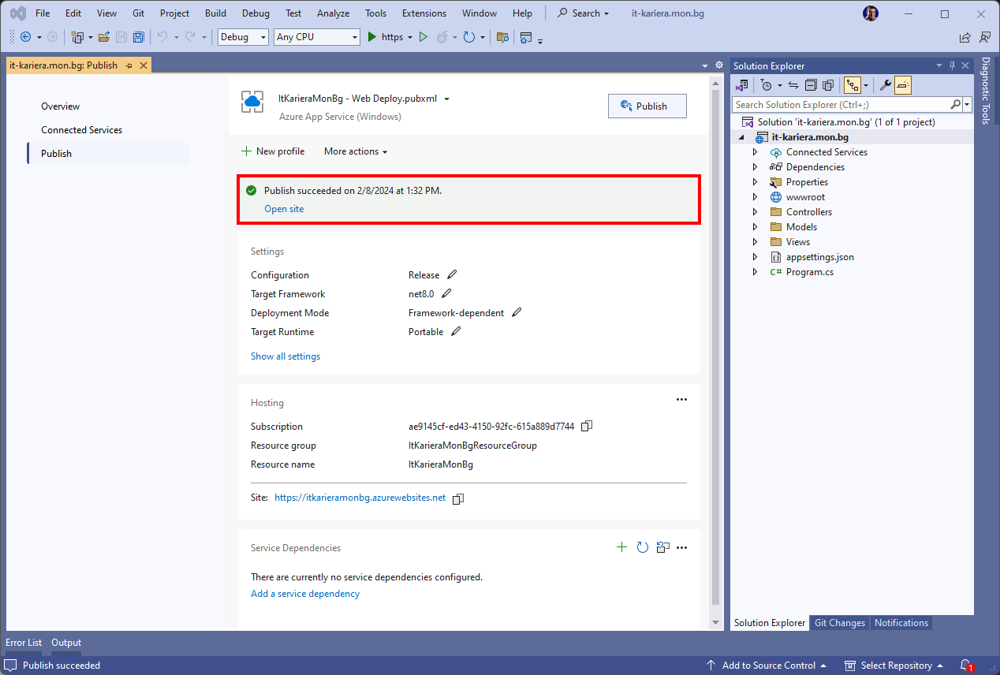 File Edit View Git Project Build Debug Test Analyze Tools Extensions Window Help Search it-kariera.mon.bg
Debug Any CPU https
it-kariera.mon.bg: Publish
Overview
Connected Services
Publish
ItKarieraMonBg - Web Deploy.pubxml
Azure App Service (Windows)
Publish
New profile More actions
Publish succeeded on 2/8/2024 at 1:32 PM.
Open site
Settings
Configuration Release
Target Framework net8.0
Deployment Mode Framework-dependent
Target Runtime Portable
Show all settings
Hosting
Subscription ae9145cf-ed43-4150-92fc-615a889d7744
Resource group ItKarieraMonBgResourceGroup
Resource name ItKarieraMonBg
Site: https://itkarieramonbg.azurewebsites.net
Service Dependencies
There are currently no service dependencies configured.
Add a service dependency
Solution Explorer
Search Solution Explorer (Ctrl+;)
Solution 'it-kariera.mon.bg' (1 of 1 project)
it-kariera.mon.bg
Connected Services
Dependencies
Properties
wwwroot
Controllers
Models
Views
appsettings.json
C# Program.cs
Solution Explorer Git Changes Notifications
Diagnostic Tools
Error List Output
Publish succeeded Add to Source Control Select Repository 1